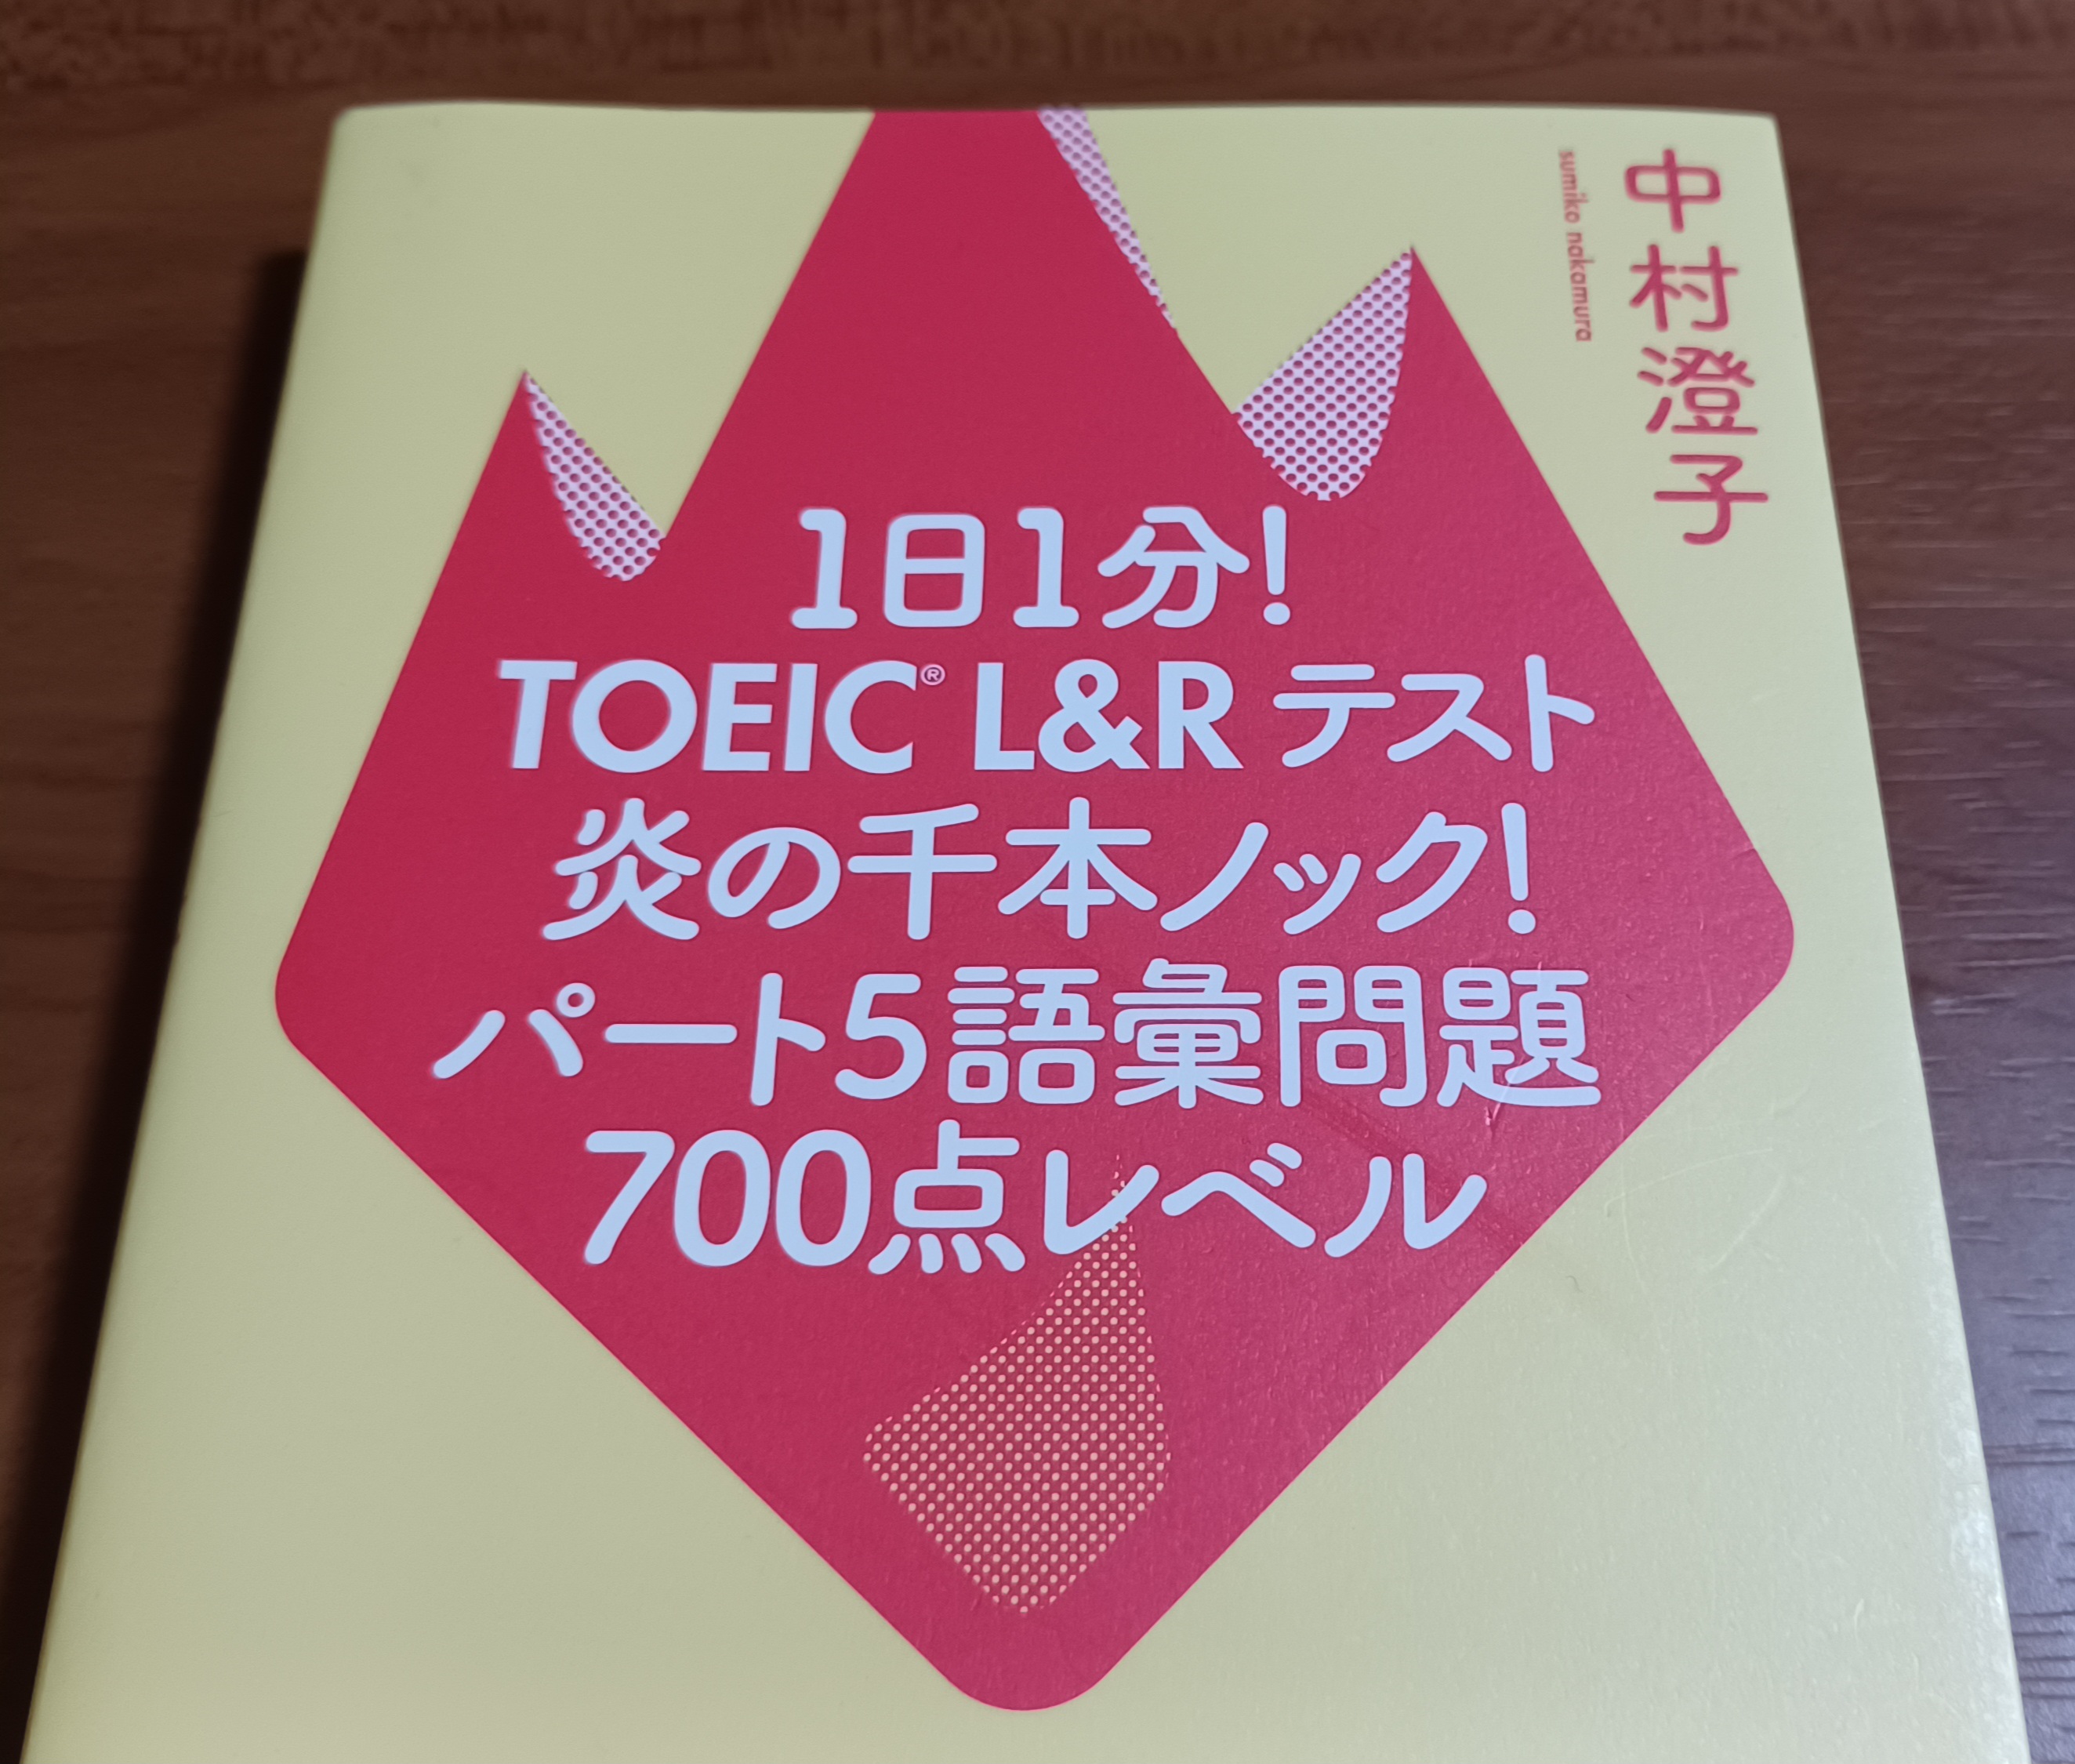 中村澄子
sumiko nakamura
1日1分!
TOEIC® L&Rテスト
炎の千本ノック!
パート5語彙問題
700点レベル